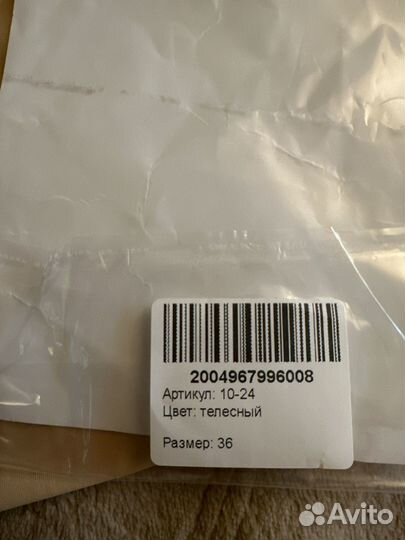 2004967996008
Артикул: 10-24
Цвет: телесный
Размер: 36
Avito